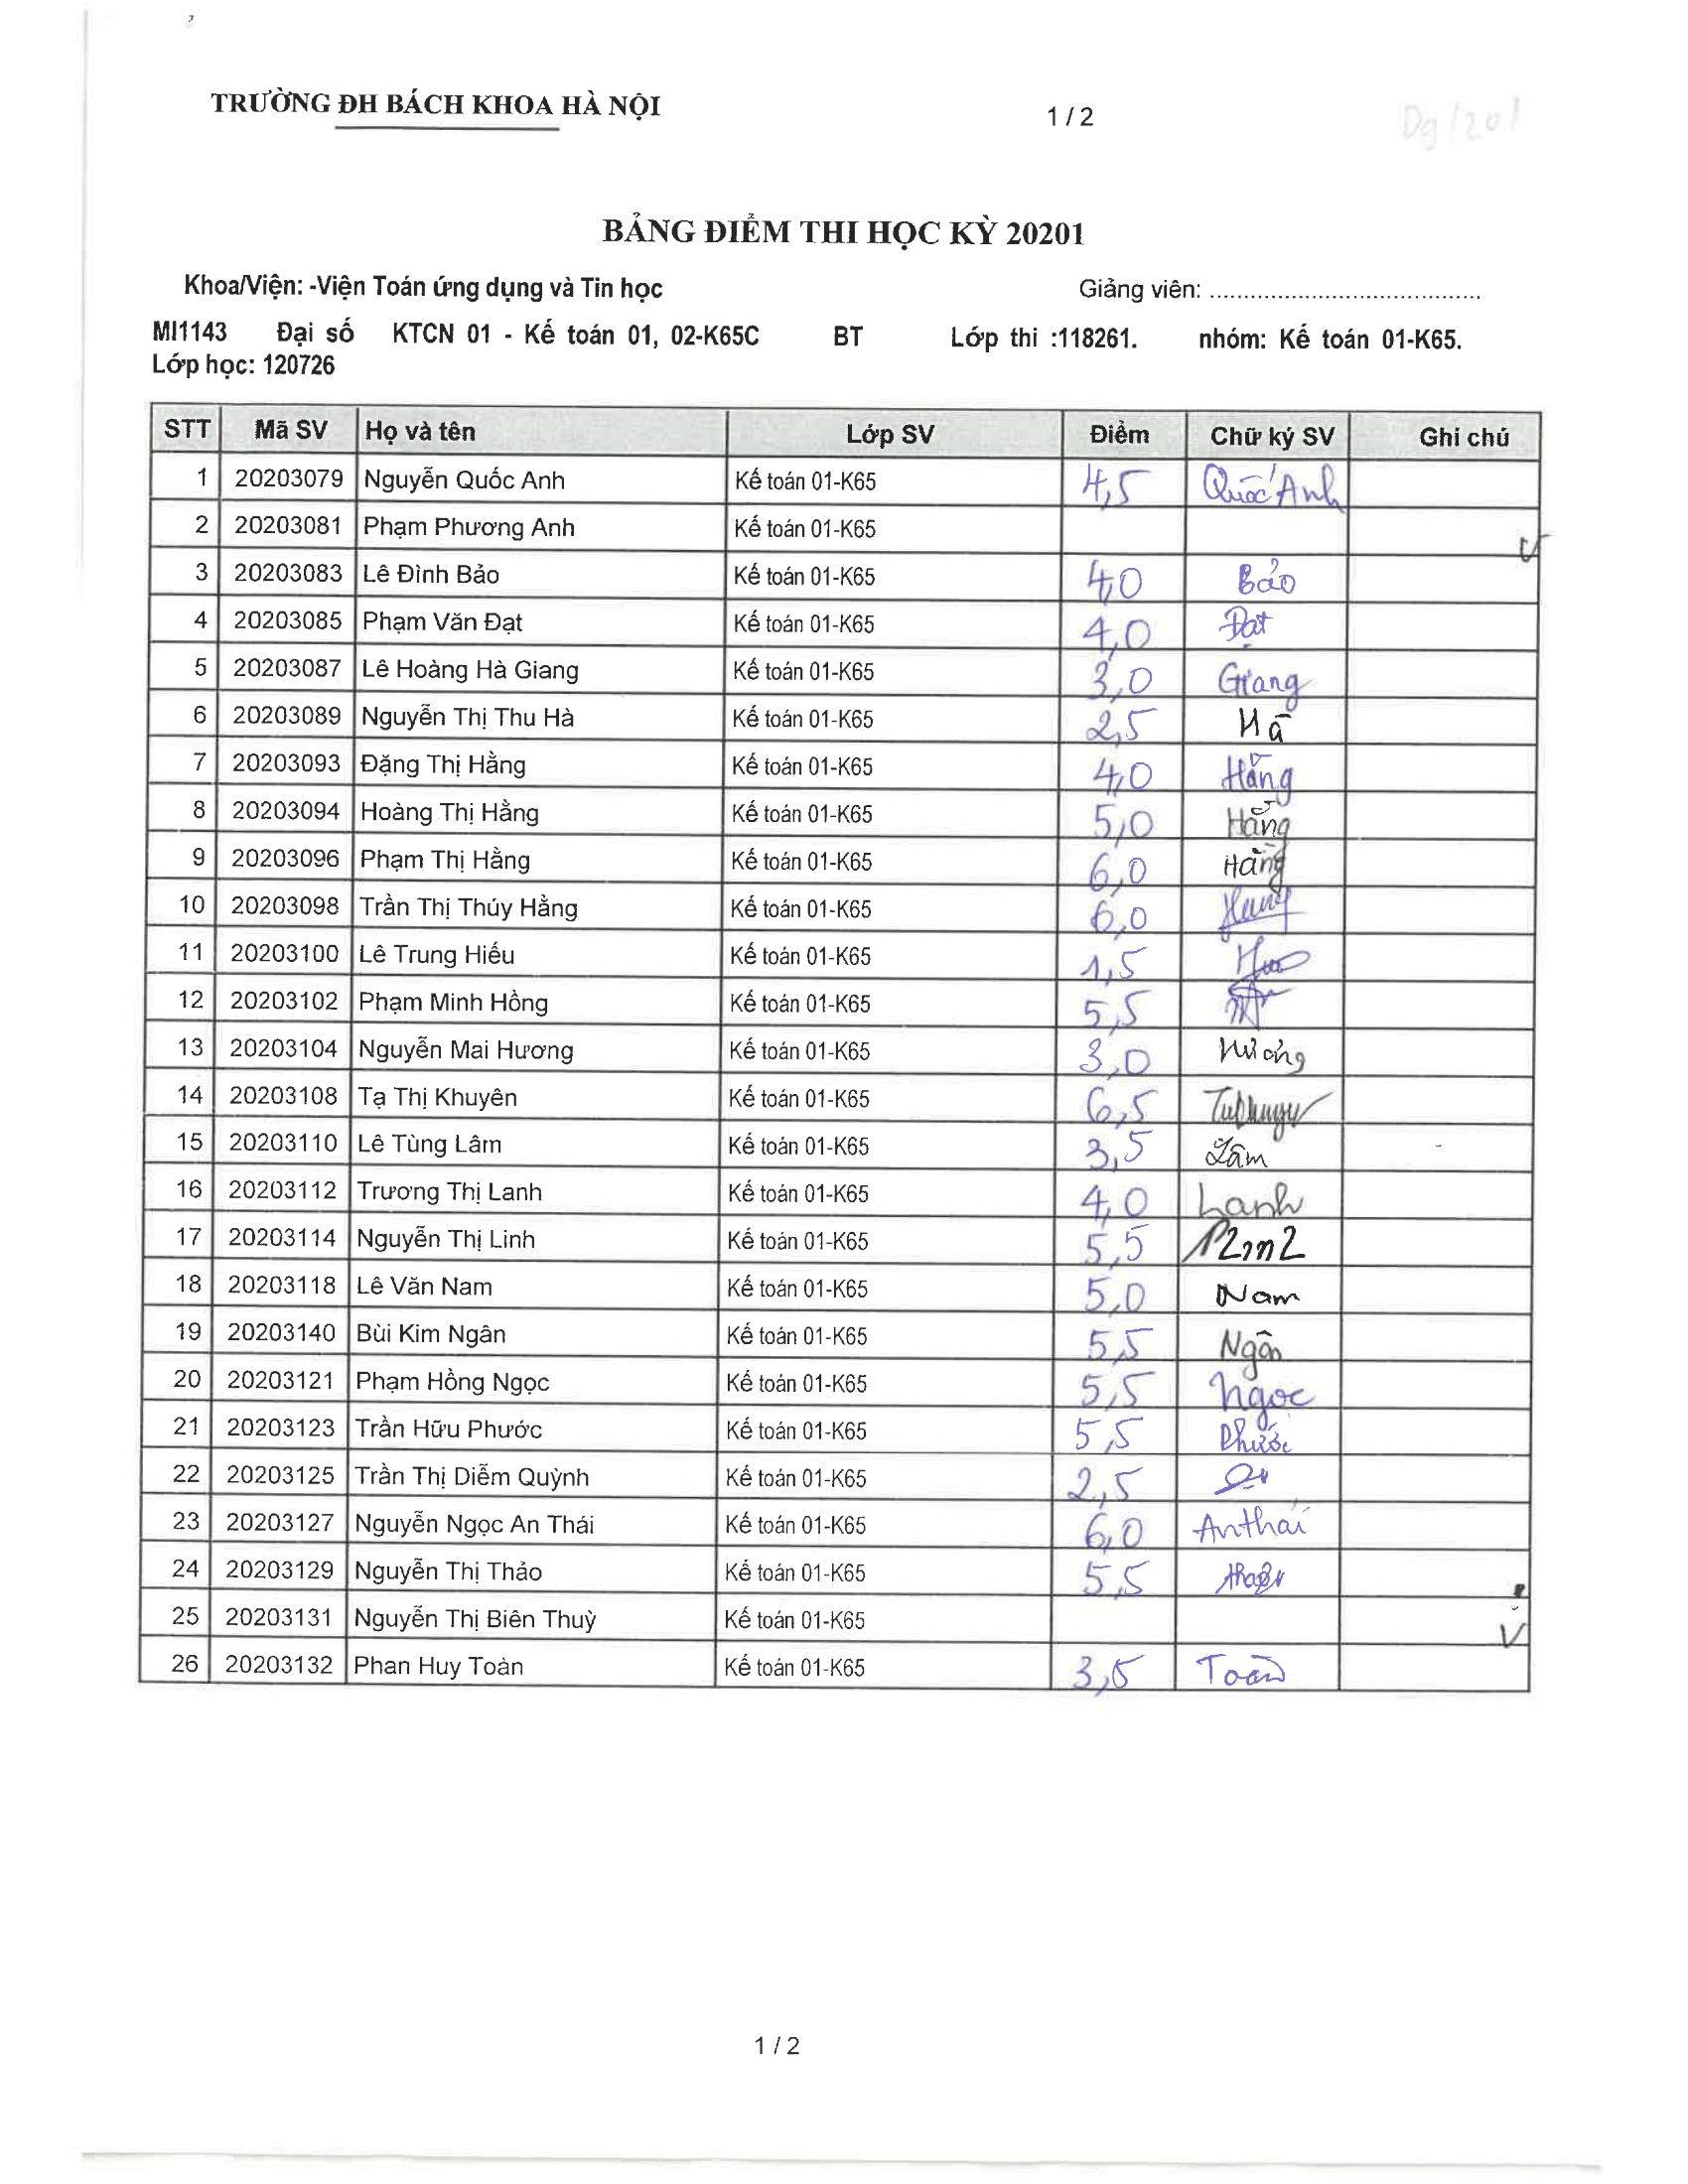 TRƯỜNG ĐH BÁCH KHOA HÀ NỘI 1 / 2
Dg/201
BẢNG ĐIỂM THI HỌC KỲ 20201
Khoa/Viện: -Viện Toán ứng dụng và Tin học Giảng viên: ......................................
MI1143 Đại số KTCN 01 - Kế toán 01, 02-K65C BT Lớp thi :118261. nhóm: Kế toán 01-K65.
Lớp học: 120726
STT Mã SV Họ và tên Lớp SV Điểm Chữ ký SV Ghi chú
1 20203079 Nguyễn Quốc Anh Kế toán 01-K65 4,5 Quốc Anh
2 20203081 Phạm Phương Anh Kế toán 01-K65 v
3 20203083 Lê Đình Bảo Kế toán 01-K65 4,0 Bảo
4 20203085 Phạm Văn Đạt Kế toán 01-K65 4,0 Đạt
5 20203087 Lê Hoàng Hà Giang Kế toán 01-K65 3,0 Giang
6 20203089 Nguyễn Thị Thu Hà Kế toán 01-K65 2,5 Hà
7 20203093 Đặng Thị Hằng Kế toán 01-K65 4,0 Hằng
8 20203094 Hoàng Thị Hằng Kế toán 01-K65 5,0 Hằng
9 20203096 Phạm Thị Hằng Kế toán 01-K65 6,0 Hằng
10 20203098 Trần Thị Thúy Hằng Kế toán 01-K65 6,0
11 20203100 Lê Trung Hiếu Kế toán 01-K65 1,5
12 20203102 Phạm Minh Hồng Kế toán 01-K65 5,5
13 20203104 Nguyễn Mai Hương Kế toán 01-K65 3,0 Hương
14 20203108 Tạ Thị Khuyên Kế toán 01-K65 6,5
15 20203110 Lê Tùng Lâm Kế toán 01-K65 3,5 Lâm
16 20203112 Trương Thị Lanh Kế toán 01-K65 4,0 Lanh
17 20203114 Nguyễn Thị Linh Kế toán 01-K65 5,5
18 20203118 Lê Văn Nam Kế toán 01-K65 5,0 Nam
19 20203140 Bùi Kim Ngân Kế toán 01-K65 5,5 Ngân
20 20203121 Phạm Hồng Ngọc Kế toán 01-K65 5,5 Ngoc
21 20203123 Trần Hữu Phước Kế toán 01-K65 5,5 Phước
22 20203125 Trần Thị Diễm Quỳnh Kế toán 01-K65 2,5
23 20203127 Nguyễn Ngọc An Thái Kế toán 01-K65 6,0 Anthái
24 20203129 Nguyễn Thị Thảo Kế toán 01-K65 5,5
25 20203131 Nguyễn Thị Biên Thuỳ Kế toán 01-K65 v
26 20203132 Phan Huy Toàn Kế toán 01-K65 3,5 Toàn
1 / 2